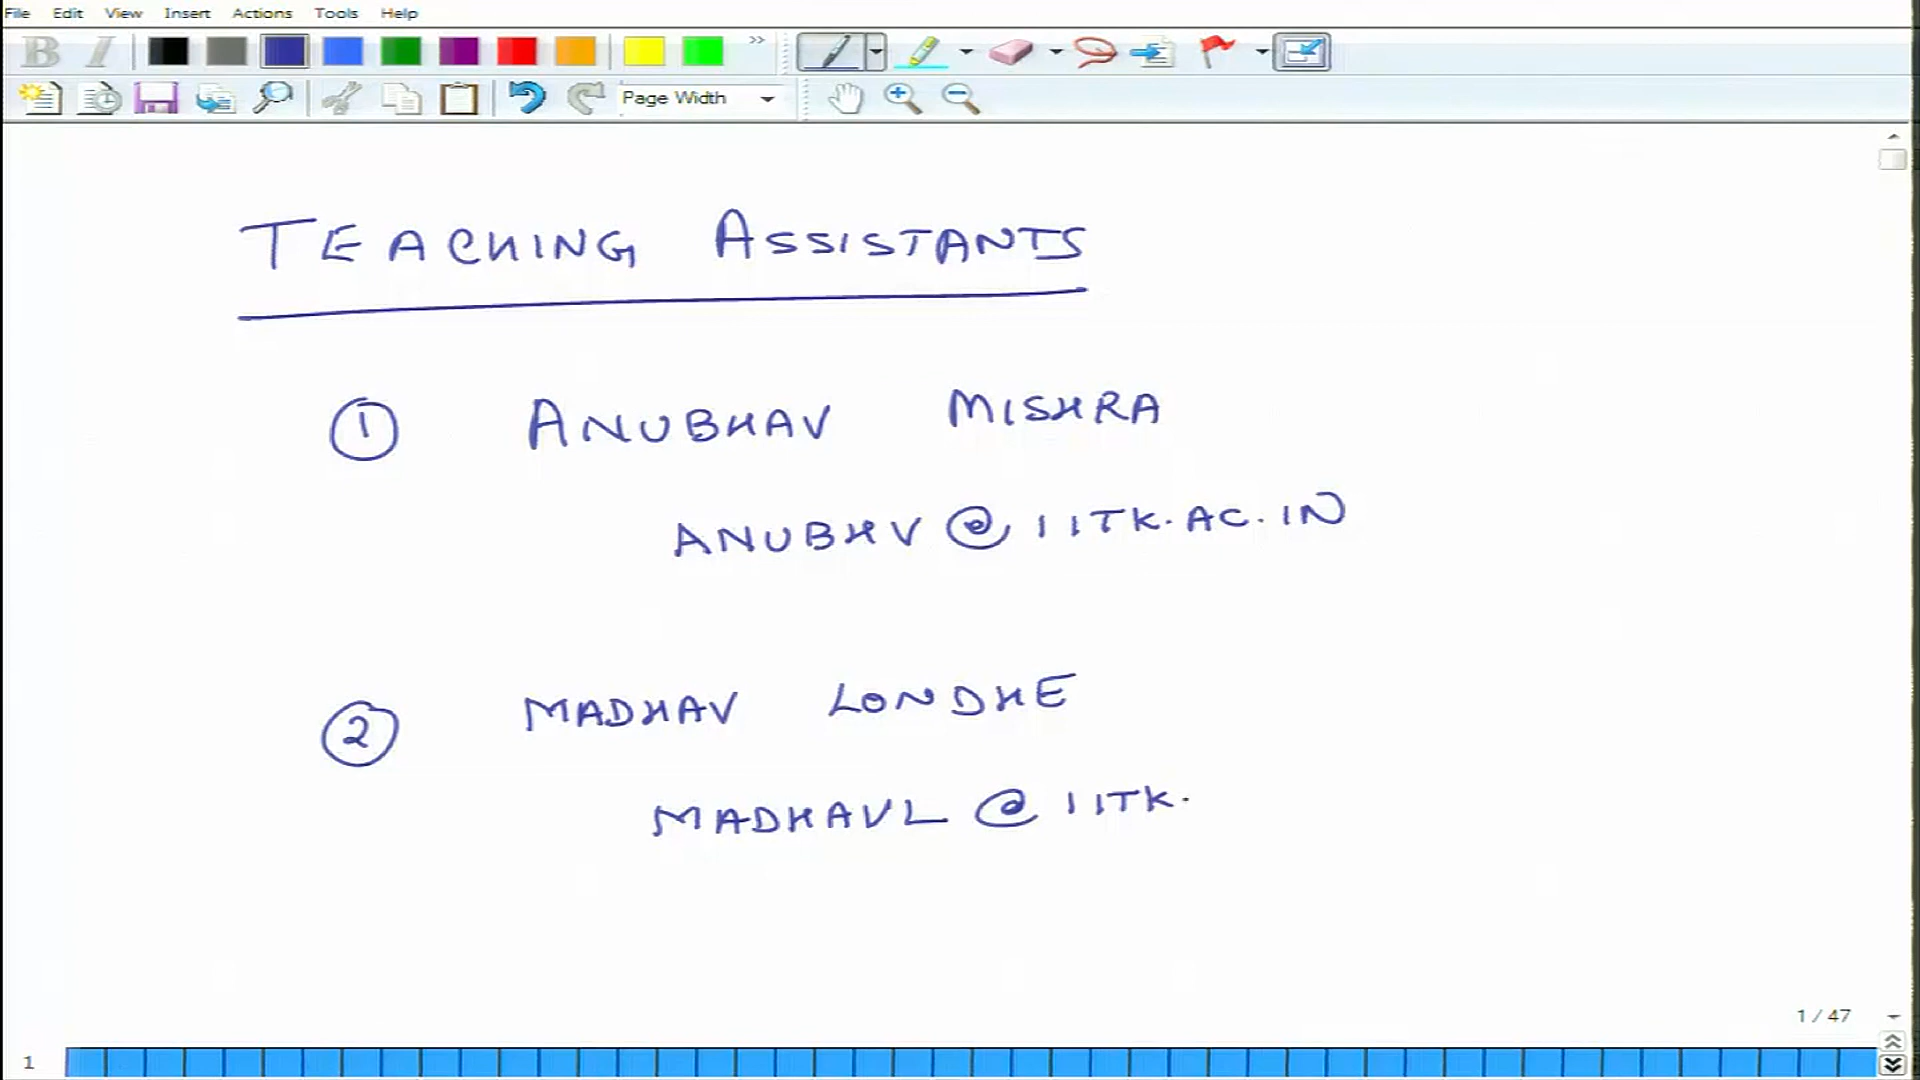 File Edit View Insert Actions Tools Help
B I »
Page Width
TEACHING ASSISTANTS
1 ANUBHAV MISHRA
ANUBHV@IITK.AC.IN
2 MADHAV LONDHE
MADHAVL@IITK.
1 / 47
1